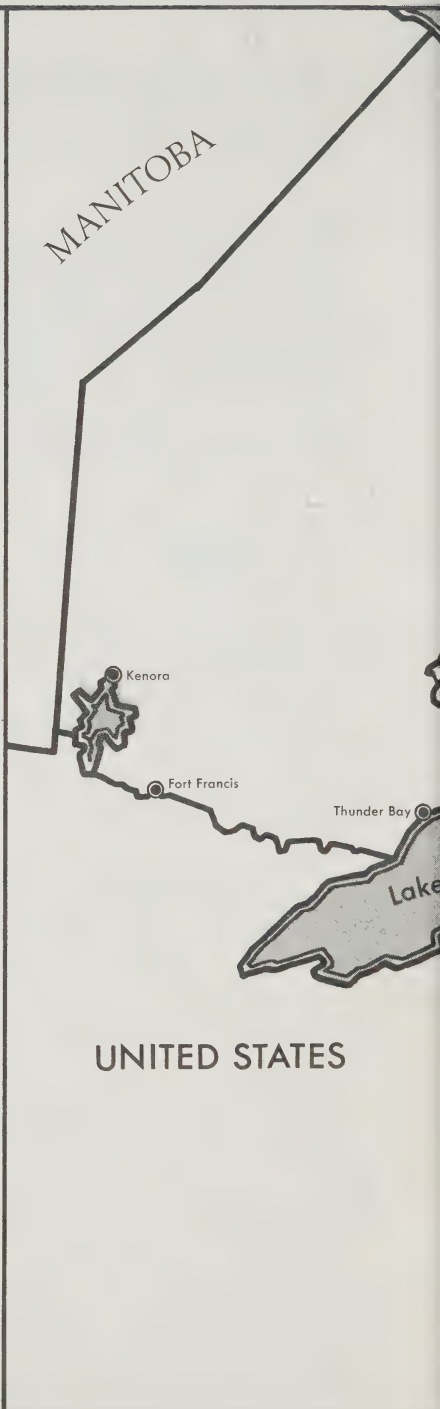 MANITOBA
Kenora
Fort Francis
Thunder Bay
Lake
UNITED STATES